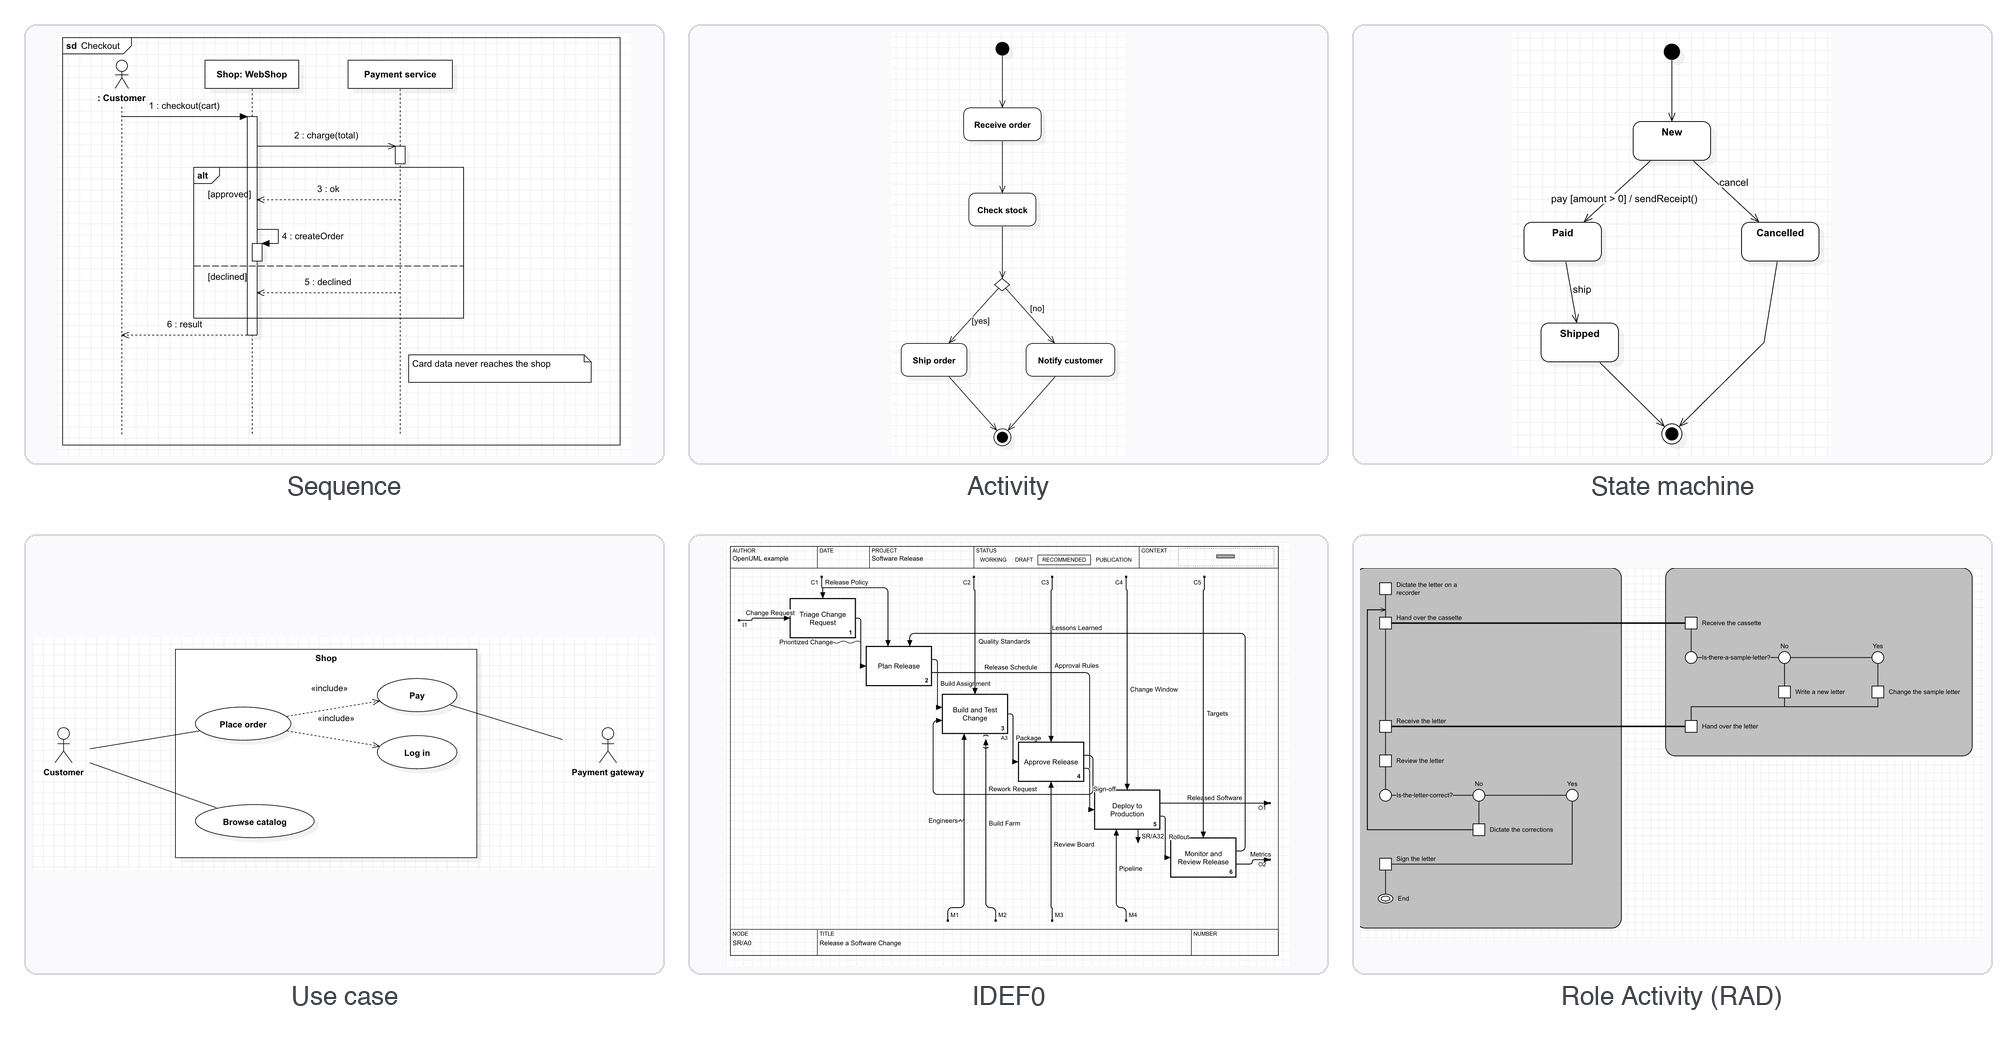 sd Checkout
: Customer
Shop: WebShop
Payment service
1 : checkout(cart)
2 : charge(total)
alt
[approved]
3 : ok
4 : createOrder
[declined]
5 : declined
6 : result
Card data never reaches the shop
Sequence
Receive order
Check stock
[yes]
[no]
Ship order
Notify customer
Activity
New
pay [amount > 0] / sendReceipt()
cancel
Paid
Cancelled
ship
Shipped
State machine
Shop
«include»
Pay
Place order
«include»
Log in
Customer
Payment gateway
Browse catalog
Use case
AUTHOR
OpenUML example
DATE
PROJECT
Software Release
STATUS
WORKING
DRAFT
RECOMMENDED
PUBLICATION
CONTEXT
C1
Release Policy
C2
C3
C4
C5
Change Request
I1
Triage Change
Request
1
Prioritized Change
Lessons Learned
Quality Standards
Plan Release
2
Release Schedule
Approval Rules
Build Assignment
Change Window
Build and Test
Change
3
Targets
A3
Package
Approve Release
4
Rework Request
Sign-off
Released Software
O1
Deploy to
Production
5
Engineers
Build Farm
SR/A32
Rollout
Review Board
Monitor and
Review Release
6
Metrics
O2
Pipeline
M1
M2
M3
M4
NODE
SR/A0
TITLE
Release a Software Change
NUMBER
IDEF0
Dictate the letter on a
recorder
Hand over the cassette
Receive the cassette
Is there a sample letter?
No
Yes
Write a new letter
Change the sample letter
Receive the letter
Hand over the letter
Review the letter
Is the letter correct?
No
Yes
Dictate the corrections
Sign the letter
End
Role Activity (RAD)